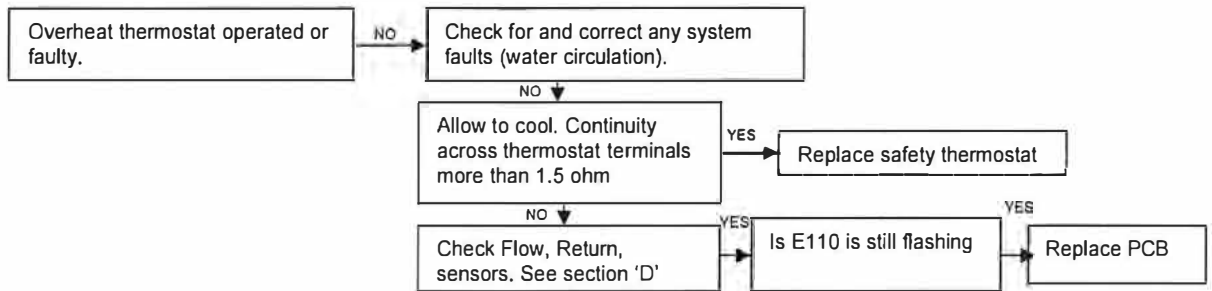 Overheat thermostat operated or
faulty.
NO
Check for and correct any system
faults (water circulation).
NO
Allow to cool. Continuity
across thermostat terminals
more than 1.5 ohm
YES
Replace safety thermostat
NO
Check Flow, Return,
sensors. See section 'D'
YES
Is E110 is still flashing
YES
Replace PCB